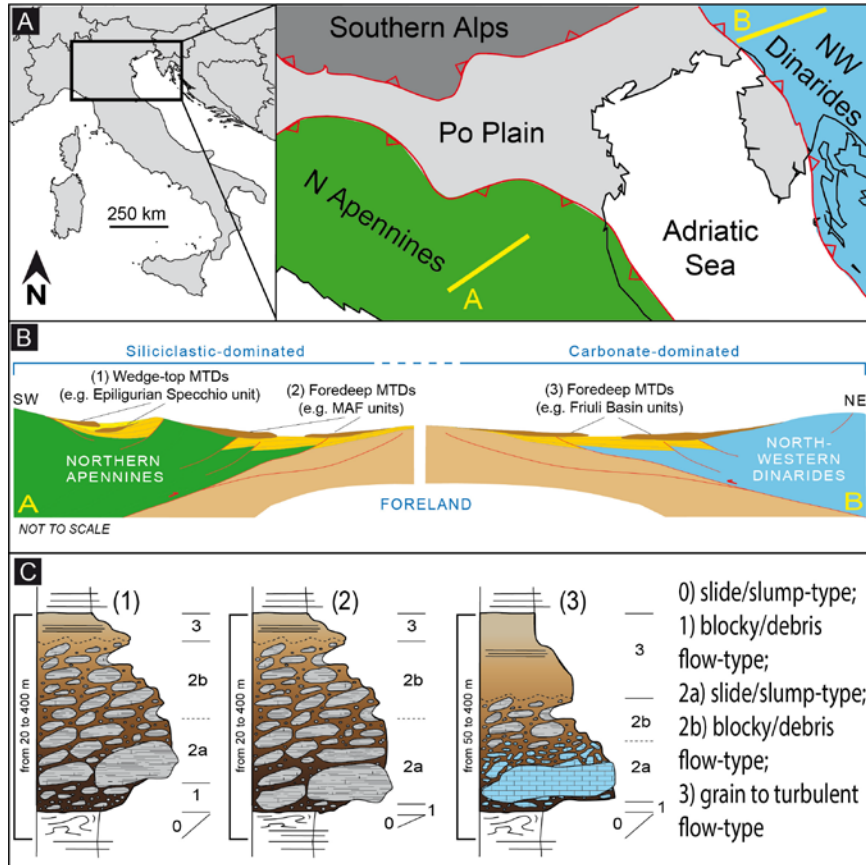 A
250 km
N
Southern Alps
Po Plain
N Apennines
A
Adriatic
Sea
B
NW
Dinarides
B
Siliciclastic-dominated
Carbonate-dominated
SW
(1) Wedge-top MTDs
(e.g. Epiligurian Specchio unit)
(2) Foredeep MTDs
(e.g. MAF units)
(3) Foredeep MTDs
(e.g. Friuli Basin units)
NE
NORTHERN
APENNINES
NORTH-
WESTERN
DINARIDES
A
FORELAND
B
NOT TO SCALE
C
(1)
from 20 to 400 m
3
2b
2a
1
0
(2)
from 20 to 400 m
3
2b
2a
1
0
(3)
from 50 to 400 m
3
2b
2a
1
0
0) slide/slump-type;
1) blocky/debris
flow-type;
2a) slide/slump-type;
2b) blocky/debris
flow-type;
3) grain to turbulent
flow-type